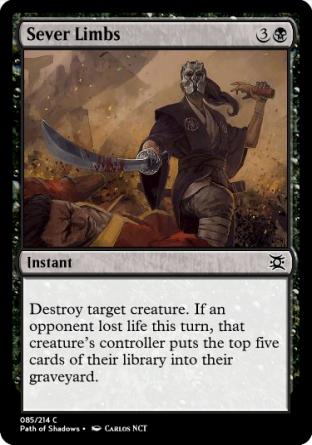 Sever Limbs 3
Instant
Destroy target creature. If an
opponent lost life this turn, that
creature's controller puts the top five
cards of their library into their
graveyard.
085/214 C
Path of Shadows • Carlos NCT